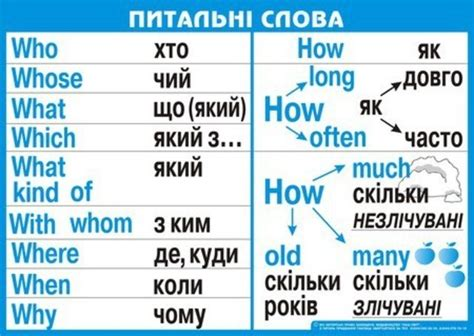 ПИТАЛЬНІ СЛОВА
Who хто
Whose чий
What що (який)
Which який з...
What kind of який
With whom з ким
Where де, куди
When коли
Why чому
How як
How long як довго
How often як часто
How much скільки
НЕЗЛІЧУВАНІ
old скільки років
many скільки
ЗЛІЧУВАНІ